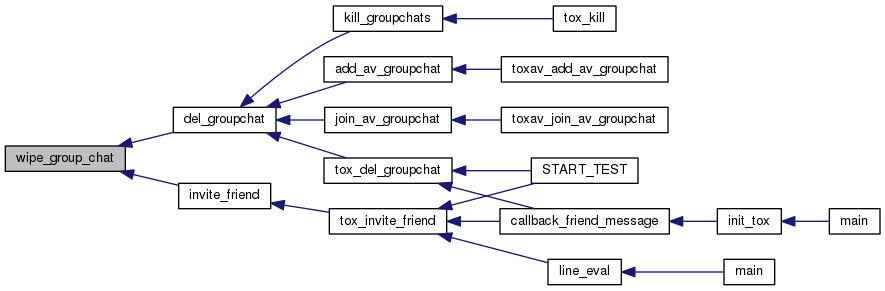 kill_groupchats
tox_kill
add_av_groupchat
toxav_add_av_groupchat
del_groupchat
join_av_groupchat
toxav_join_av_groupchat
wipe_group_chat
tox_del_groupchat
START_TEST
invite_friend
tox_invite_friend
callback_friend_message
init_tox
main
line_eval
main